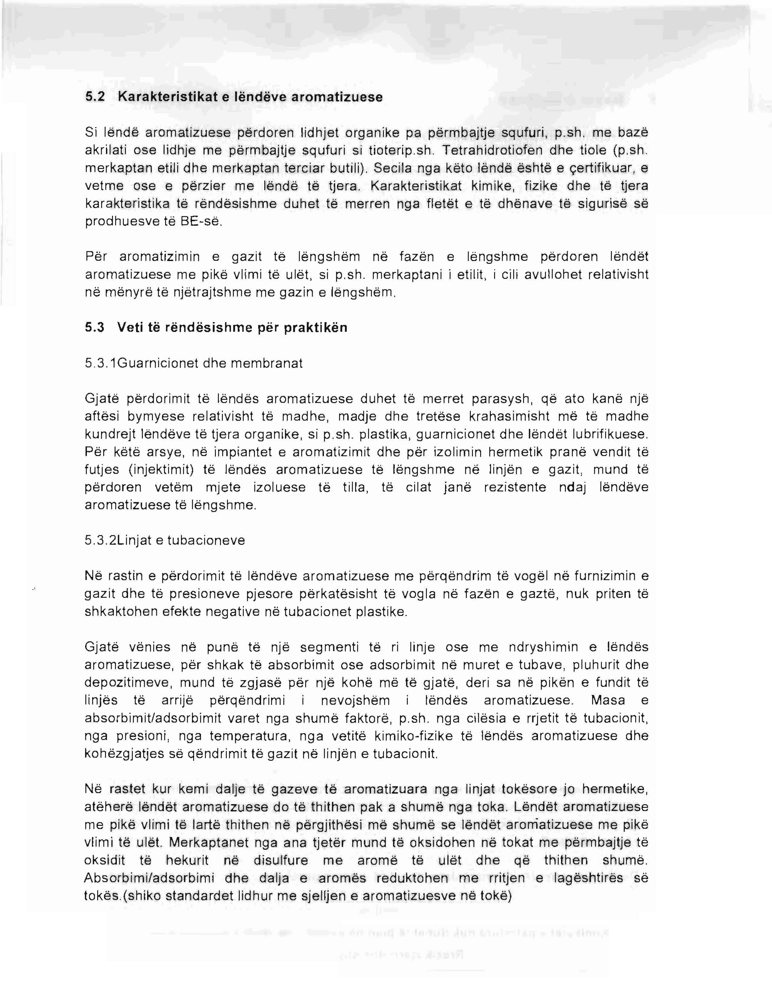 5.2 Karakteristikat e lëndëve aromatizuese
Si lëndë aromatizuese përdoren lidhjet organike pa përmbajtje squfuri, p.sh. me bazë
akrilati ose lidhje me përmbajtje squfuri si tioterip.sh. Tetrahidrotiofen dhe tiole (p.sh.
merkaptan etili dhe merkaptan terciar butili). Secila nga këto lëndë është e çertifikuar, e
vetme ose e përzier me lëndë të tjera. Karakteristikat kimike, fizike dhe të tjera
karakteristika të rëndësishme duhet të merren nga fletët e të dhënave të sigurisë së
prodhuesve të BE-së.
Për aromatizimin e gazit të lëngshëm në fazën e lëngshme përdoren lëndët
aromatizuese me pikë vlimi të ulët, si p.sh. merkaptani i etilit, i cili avullohet relativisht
në mënyrë të njëtrajtshme me gazin e lëngshëm.
5.3 Veti të rëndësishme për praktikën
5.3.1Guarnicionet dhe membranat
Gjatë përdorimit të lëndës aromatizuese duhet të merret parasysh, që ato kanë një
aftësi bymyese relativisht të madhe, madje dhe tretëse krahasimisht më të madhe
kundrejt lëndëve të tjera organike, si p.sh. plastika, guarnicionet dhe lëndët lubrifikuese.
Për këtë arsye, në impiantet e aromatizimit dhe për izolimin hermetik pranë vendit të
futjes (injektimit) të lëndës aromatizuese të lëngshme në linjën e gazit, mund të
përdoren vetëm mjete izoluese të tilla, të cilat janë rezistente ndaj lëndëve
aromatizuese të lëngshme.
5.3.2Linjat e tubacioneve
Në rastin e përdorimit të lëndëve aromatizuese me përqëndrim të vogël në furnizimin e
gazit dhe të presioneve pjesore përkatësisht të vogla në fazën e gaztë, nuk priten të
shkaktohen efekte negative në tubacionet plastike.
Gjatë vënies në punë të një segmenti të ri linje ose me ndryshimin e lëndës
aromatizuese, për shkak të absorbimit ose adsorbimit në muret e tubave, pluhurit dhe
depozitimeve, mund të zgjasë për një kohë më të gjatë, deri sa në pikën e fundit të
linjës të arrijë përqëndrimi i nevojshëm i lëndës aromatizuese. Masa e
absorbimit/adsorbimit varet nga shumë faktorë, p.sh. nga cilësia e rrjetit të tubacionit,
nga presioni, nga temperatura, nga vetitë kimiko-fizike të lëndës aromatizuese dhe
kohëzgjatjes së qëndrimit të gazit në linjën e tubacionit.
Në rastet kur kemi dalje të gazeve të aromatizuara nga linjat tokësore jo hermetike,
atëherë lëndët aromatizuese do të thithen pak a shumë nga toka. Lëndët aromatizuese
me pikë vlimi të lartë thithen në përgjithësi më shumë se lëndët aromatizuese me pikë
vlimi të ulët. Merkaptanet nga ana tjetër mund të oksidohen në tokat me përmbajtje të
oksidit të hekurit në disulfure me aromë të ulët dhe që thithen shumë.
Absorbimi/adsorbimi dhe dalja e aromës reduktohen me rritjen e lagështirës së
tokës.(shiko standardet lidhur me sjelljen e aromatizuesve në tokë)